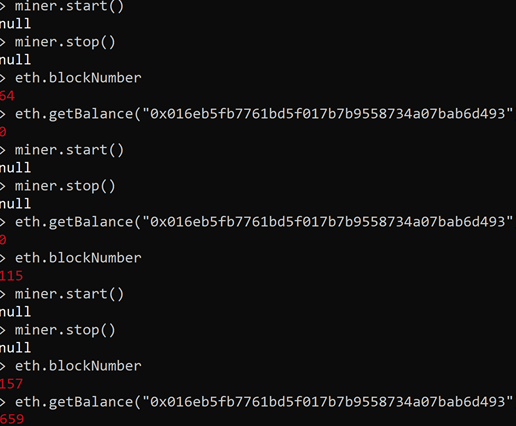 > miner.start()
null
> miner.stop()
null
> eth.blockNumber
64
> eth.getBalance("0x016eb5fb7761bd5f017b7b9558734a07bab6d493"
0
> miner.start()
null
> miner.stop()
null
> eth.getBalance("0x016eb5fb7761bd5f017b7b9558734a07bab6d493"
0
> eth.blockNumber
115
> miner.start()
null
> miner.stop()
null
> eth.blockNumber
157
> eth.getBalance("0x016eb5fb7761bd5f017b7b9558734a07bab6d493"
659